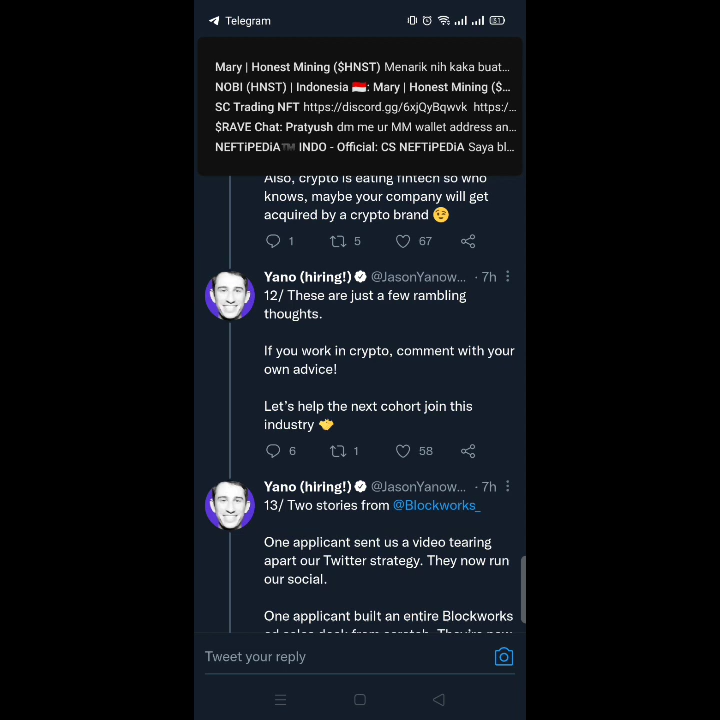 Telegram
51
Mary | Honest Mining ($HNST) Menarik nih kaka buat...
NOBI (HNST) | Indonesia 🇮🇩: Mary | Honest Mining ($...
SC Trading NFT https://discord.gg/6xjQyBqwvk https:/...
$RAVE Chat: Pratyush dm me ur MM wallet address an...
NEFTiPEDiA™️ INDO - Official: CS NEFTiPEDiA Saya bl...
Also, crypto is eating fintech so who
knows, maybe your company will get
acquired by a crypto brand 😉
1 5 67
Yano (hiring!) @JasonYanow... · 7h
12/ These are just a few rambling
thoughts.
If you work in crypto, comment with your
own advice!
Let's help the next cohort join this
industry 🤝
6 1 58
Yano (hiring!) @JasonYanow... · 7h
13/ Two stories from @Blockworks_
One applicant sent us a video tearing
apart our Twitter strategy. They now run
our social.
One applicant built an entire Blockworks
ad sales desk from scratch. They're now
Tweet your reply